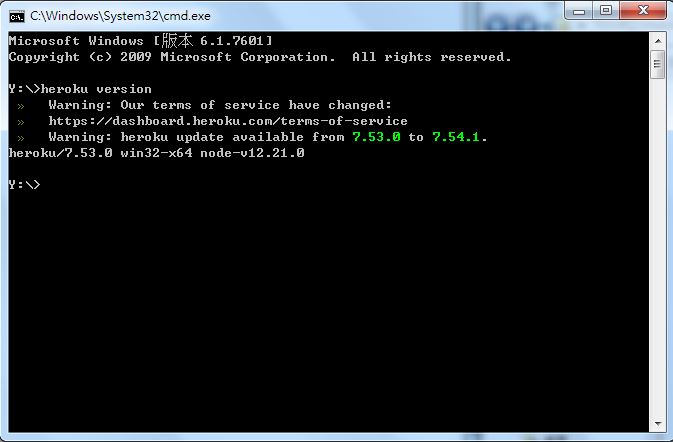 C:\Windows\System32\cmd.exe
Microsoft Windows [版本 6.1.7601]
Copyright (c) 2009 Microsoft Corporation.  All rights reserved.
Y:\>heroku version
»   Warning: Our terms of service have changed:
»   https://dashboard.heroku.com/terms-of-service
»   Warning: heroku update available from 7.53.0 to 7.54.1.
heroku/7.53.0 win32-x64 node-v12.21.0
Y:\>